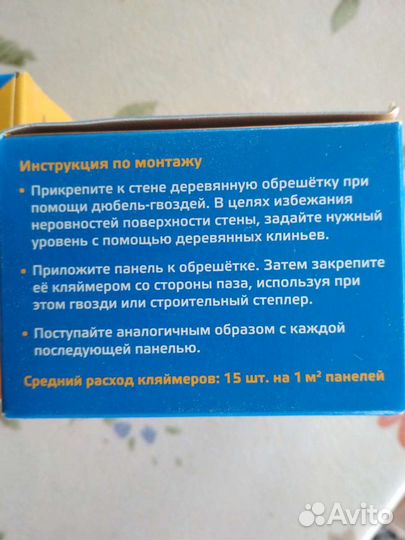 Инструкция по монтажу
• Прикрепите к стене деревянную обрешётку при
помощи дюбель-гвоздей. В целях избежания
неровностей поверхности стены, задайте нужный
уровень с помощью деревянных клиньев.
• Приложите панель к обрешётке. Затем закрепите
её кляймером со стороны паза, используя при
этом гвозди или строительный степлер.
• Поступайте аналогичным образом с каждой
последующей панелью.
Средний расход кляймеров: 15 шт. на 1 м² панелей
Avito